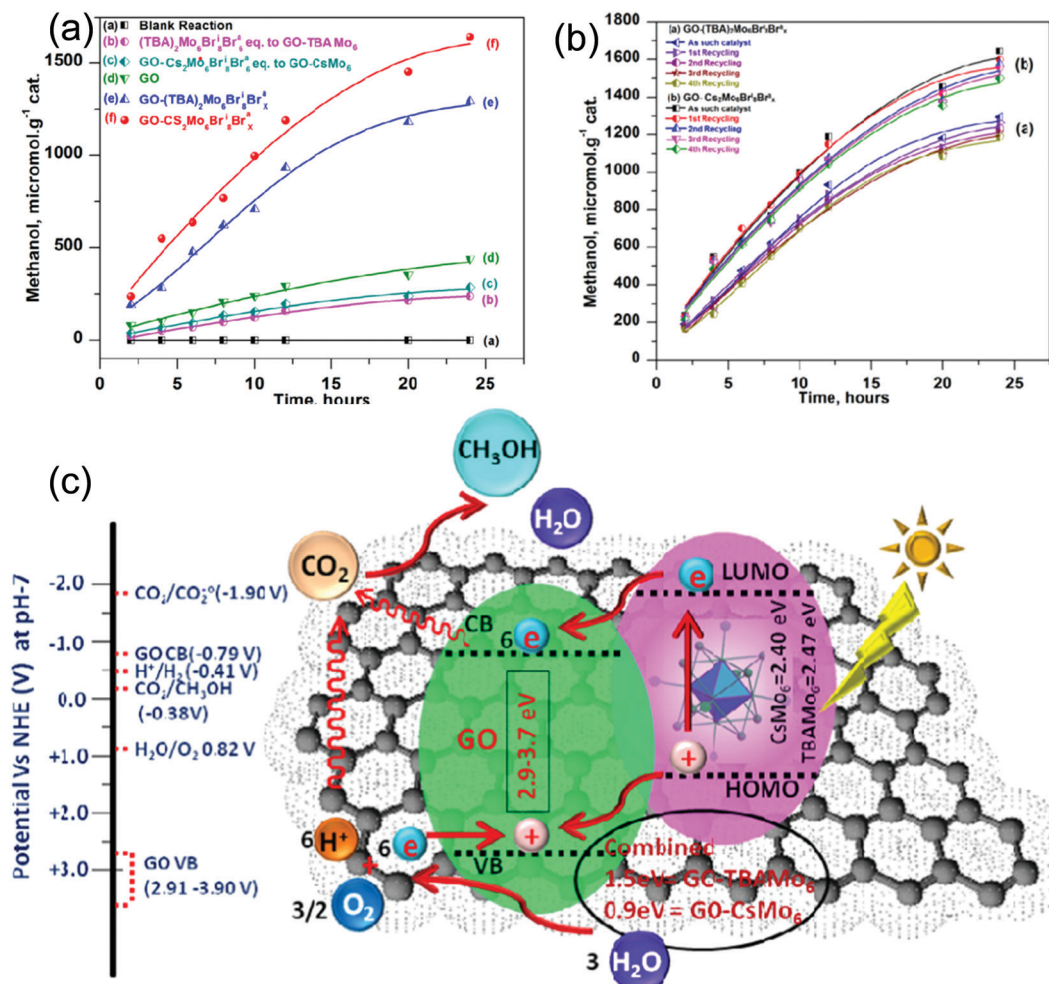 (a)
(a) Blank Reaction
(b) (TBA)₂Mo₆Brⁱ₈Brᵃ₆ eq. to GO-TBAMo₆
(c) GO-Cs₂Mo₆Brⁱ₈Brᵃ₆ eq. to GO-CsMo₆
(d) GO
(e) GO-(TBA)₂Mo₆Brⁱ₈Brᵃₓ
(f) GO-CS₂Mo₆Brⁱ₈Brᵃₓ
Methanol, micromol.g⁻¹ cat.
1500
1000
500
0
0 5 10 15 20 25
Time, hours
(f)
(e)
(d)
(c)
(b)
(a)
(b)
(a) GO-(TBA)₂Mo₆Brⁱ₈Brᵃₓ
As such catalyst
1st Recycling
2nd Recycling
3rd Recycling
4th Recycling
(b) GO- Cs₂Mo₆Brⁱ₈Brᵃₓ
As such catalyst
1st Recycling
2nd Recycling
3rd Recycling
4th Recycling
Methanol, micromol.g⁻¹ cat.
1800
1600
1400
1200
1000
800
600
400
200
0
0 5 10 15 20 25
Time, hours
(b)
(a)
(c)
Potential Vs NHE (V) at pH-7
-2.0
-1.0
0.0
+1.0
+2.0
+3.0
CO₂/CO₂° (-1.90 V)
GO CB (-0.79 V)
H⁺/H₂ (-0.41 V)
CO₂/CH₃OH
(-0.38V)
H₂O/O₂ 0.82 V
GO VB
(2.91 -3.90 V)
CH₃OH
H₂O
CO₂
CB
6 e
GO
2.9-3.7 eV
+
VB
e
LUMO
CsMo₆=2.40 eV
TBAMo₆=2.47 eV
+
HOMO
6 H⁺
6 e
+
3/2 O₂
3 H₂O
Combined
1.5eV= GO-TBAMo₆
0.9eV = GO-CsMo₆